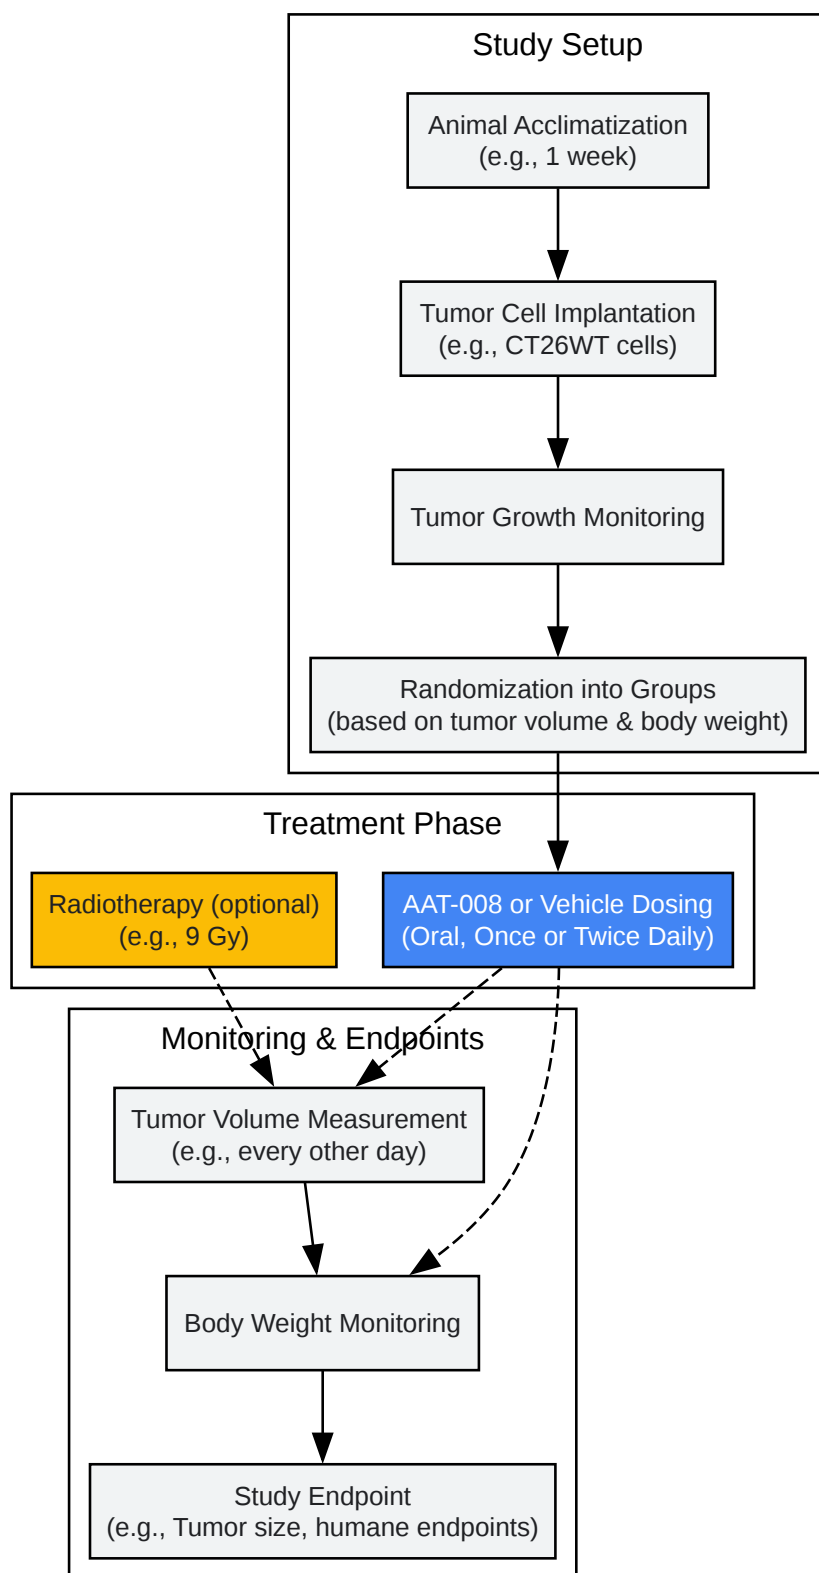 Study Setup
Animal Acclimatization
(e.g., 1 week)
Tumor Cell Implantation
(e.g., CT26WT cells)
Tumor Growth Monitoring
Randomization into Groups
(based on tumor volume & body weight)
Treatment Phase
Radiotherapy (optional)
(e.g., 9 Gy)
AAT-008 or Vehicle Dosing
(Oral, Once or Twice Daily)
Monitoring & Endpoints
Tumor Volume Measurement
(e.g., every other day)
Body Weight Monitoring
Study Endpoint
(e.g., Tumor size, humane endpoints)